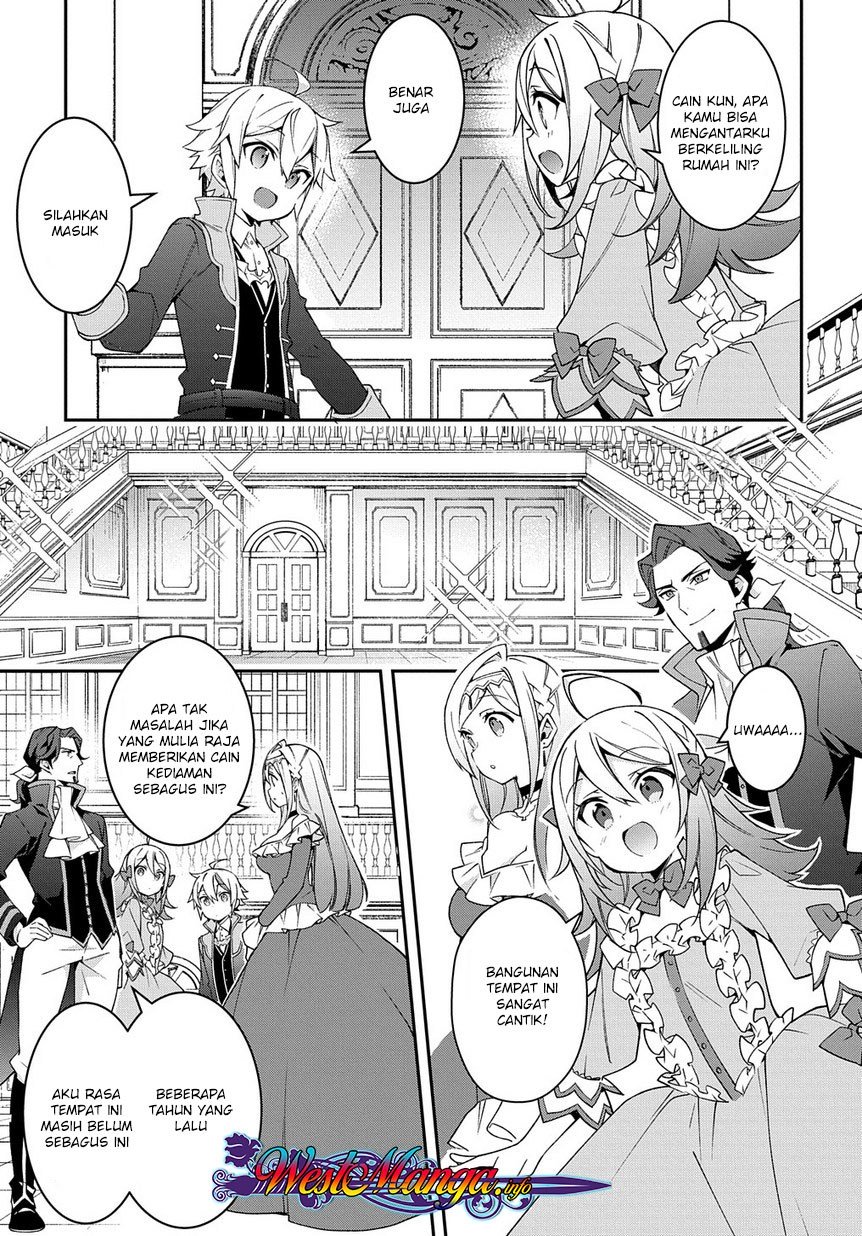 CAIN KUN, APA
KAMU BISA
MENGANTARKU
BERKELILING
RUMAH INI?
BENAR
JUGA
SILAHKAN
MASUK
UWAAAA...
BANGUNAN
TEMPAT INI
SANGAT
CANTIK!
APA TAK
MASALAH JIKA
YANG MULIA RAJA
MEMBERIKAN CAIN
KEDIAMAN
SEBAGUS INI?
BEBERAPA
TAHUN YANG
LALU
AKU RASA
TEMPAT INI
MASIH BELUM
SEBAGUS INI
WestManga.info